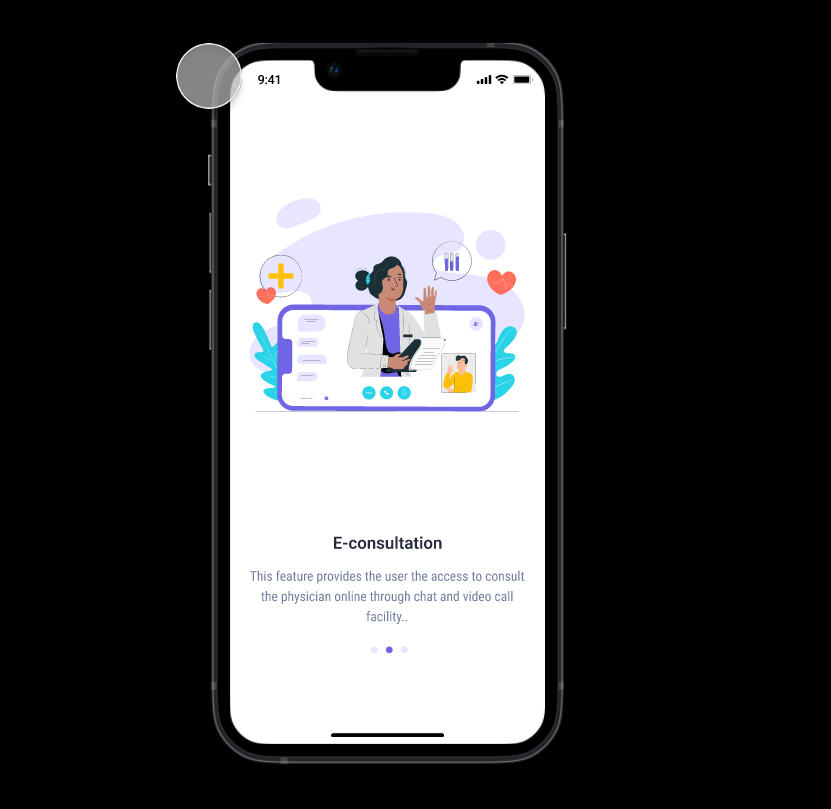 9:41
E-consultation
This feature provides the user the access to consult
the physician online through chat and video call
facility..